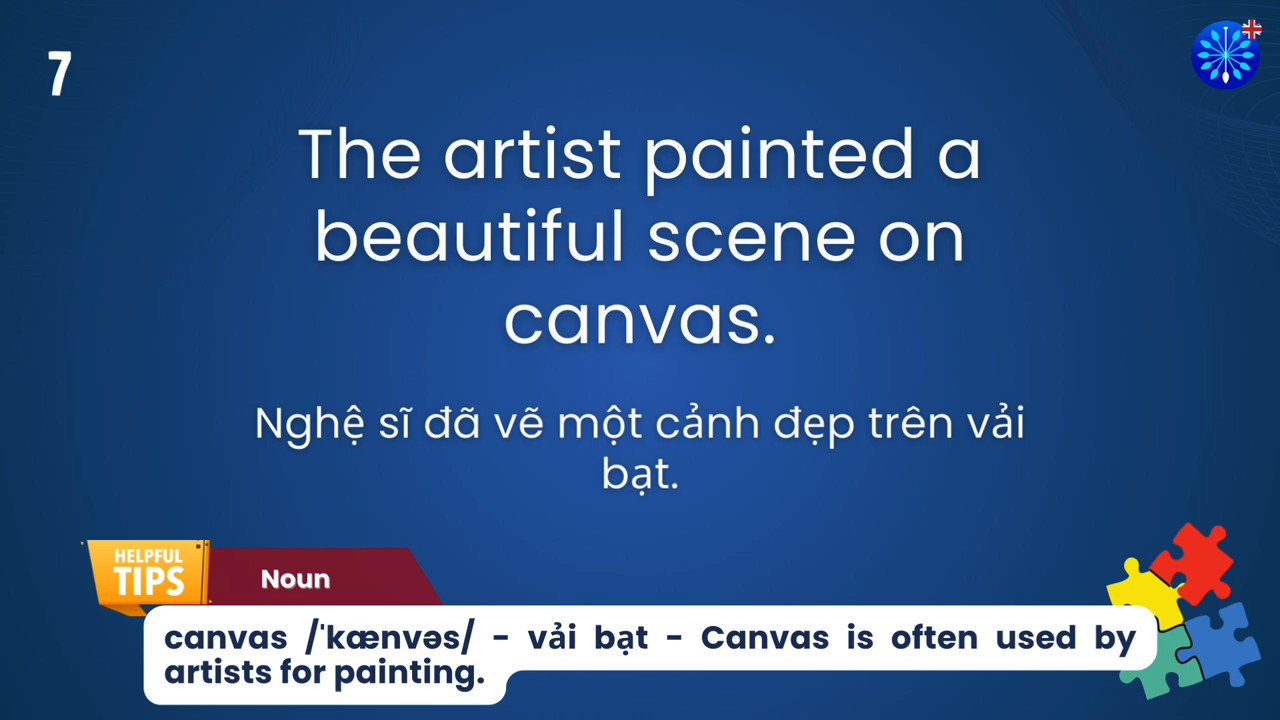 7
The artist painted a
beautiful scene on
canvas.
Nghệ sĩ đã vẽ một cảnh đẹp trên vải
bạt.
HELPFUL
TIPS
Noun
canvas /ˈkænvəs/ - vải bạt - Canvas is often used by
artists for painting.